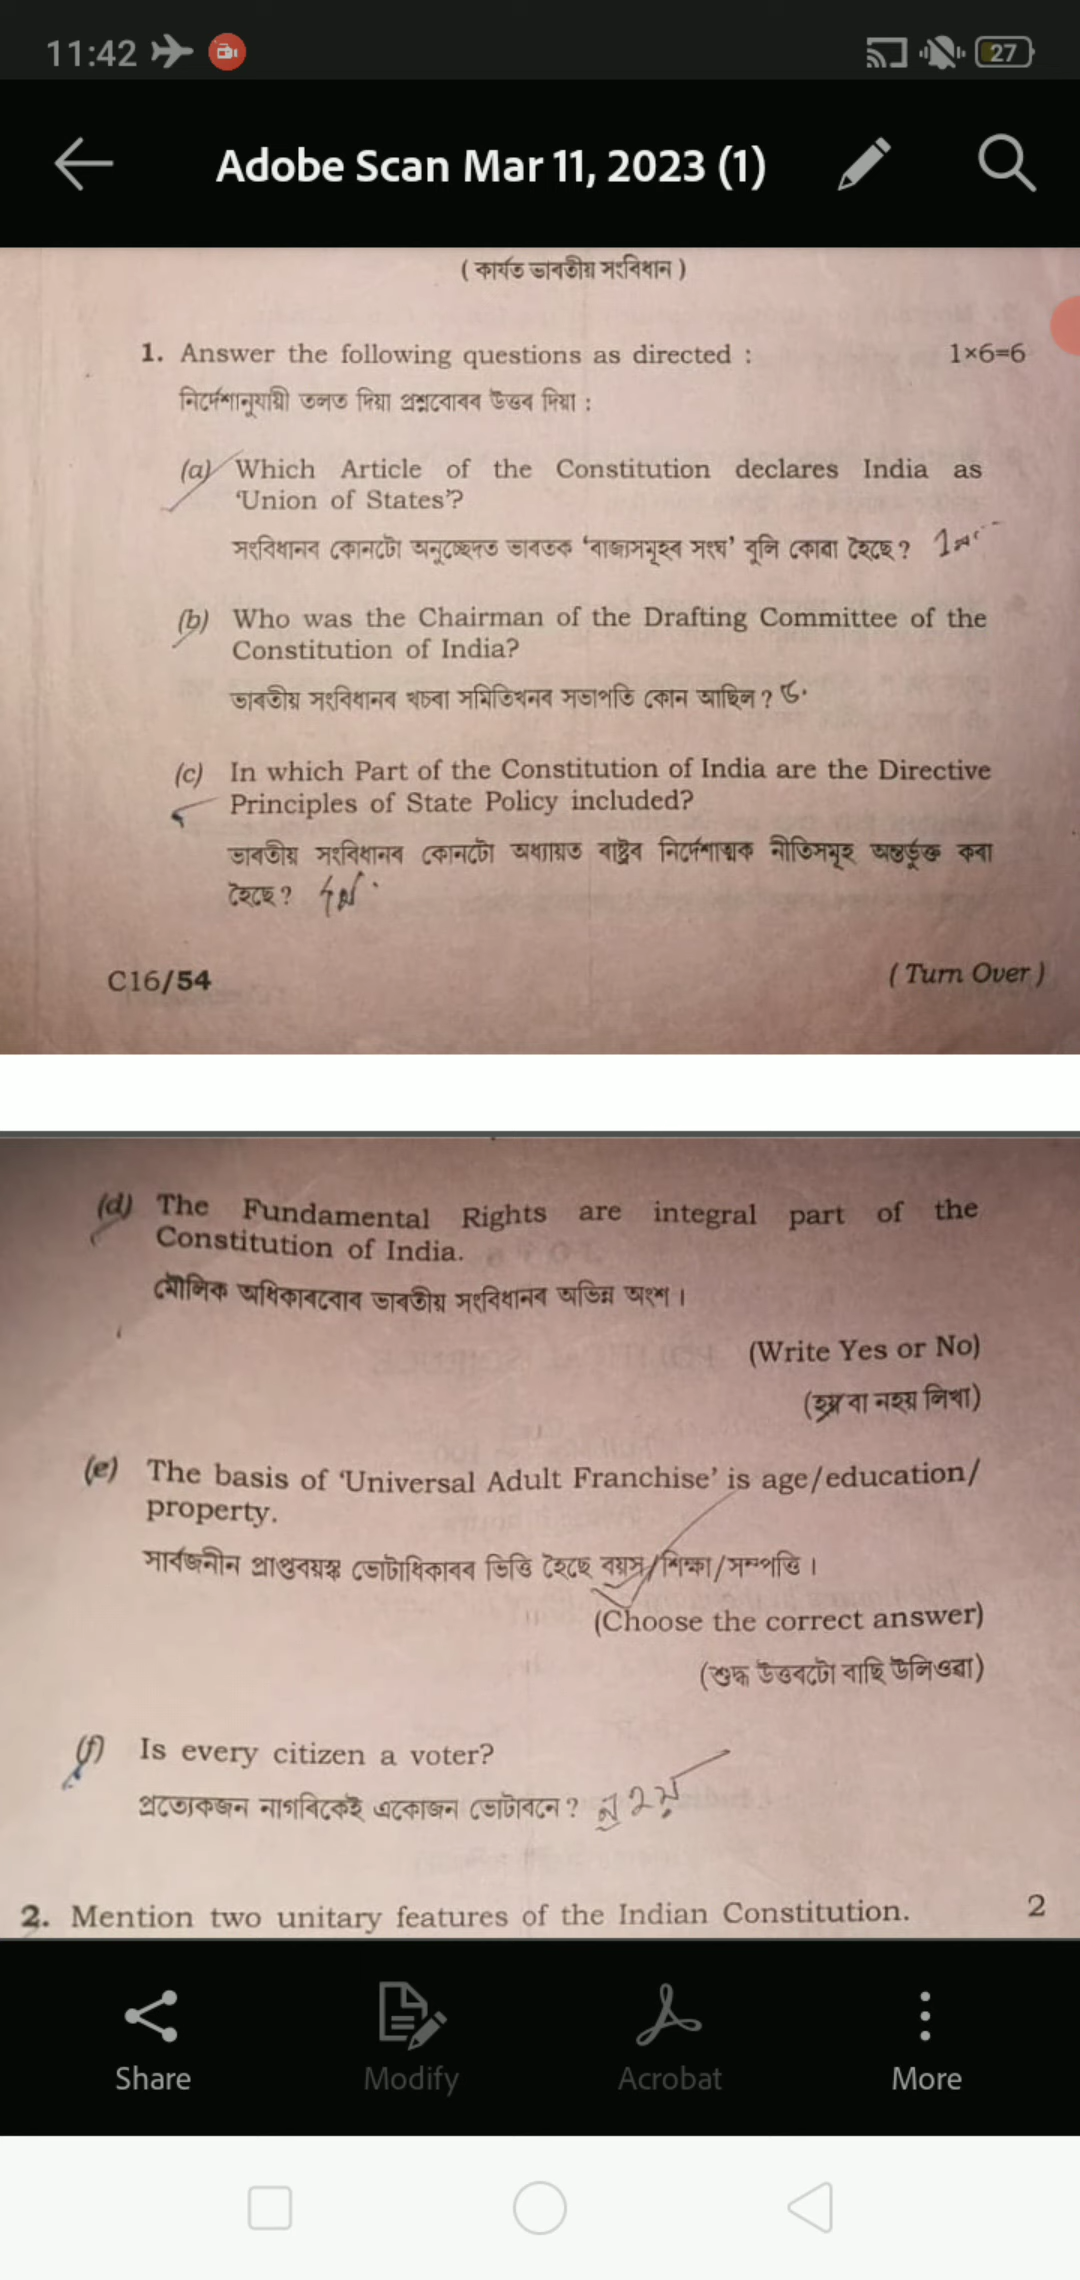 11:42
27
Adobe Scan Mar 11, 2023 (1)
( কাৰ্যত ভাৰতীয় সংবিধান )
1. Answer the following questions as directed : 1×6=6
নিৰ্দেশানুযায়ী তলত দিয়া প্ৰশ্নবোৰৰ উত্তৰ দিয়া :
(a) Which Article of the Constitution declares India as
‘Union of States’?
সংবিধানৰ কোনটো অনুচ্ছেদত ভাৰতক ‘ৰাজ্যসমূহৰ সংঘ’ বুলি কোৱা হৈছে ?
(b) Who was the Chairman of the Drafting Committee of the
Constitution of India?
ভাৰতীয় সংবিধানৰ খচৰা সমিতিখনৰ সভাপতি কোন আছিল ? ড.
(c) In which Part of the Constitution of India are the Directive
Principles of State Policy included?
ভাৰতীয় সংবিধানৰ কোনটো অধ্যায়ত ৰাষ্ট্ৰৰ নিৰ্দেশাত্মক নীতিসমূহ অন্তৰ্ভুক্ত কৰা
হৈছে ?
C16/54 ( Turn Over )
(d) The Fundamental Rights are integral part of the
Constitution of India.
মৌলিক অধিকাৰবোৰ ভাৰতীয় সংবিধানৰ অভিন্ন অংশ।
(Write Yes or No)
(হয় বা নহয় লিখা)
(e) The basis of ‘Universal Adult Franchise’ is age/education/
property.
সাৰ্বজনীন প্ৰাপ্তবয়স্ক ভোটাধিকাৰৰ ভিত্তি হৈছে বয়স/শিক্ষা/সম্পত্তি।
(Choose the correct answer)
(শুদ্ধ উত্তৰটো বাছি উলিওৱা)
(f) Is every citizen a voter?
প্ৰত্যেকজন নাগৰিকেই একোজন ভোটাৰনে ? নহয়
2. Mention two unitary features of the Indian Constitution. 2
Share Modify Acrobat More